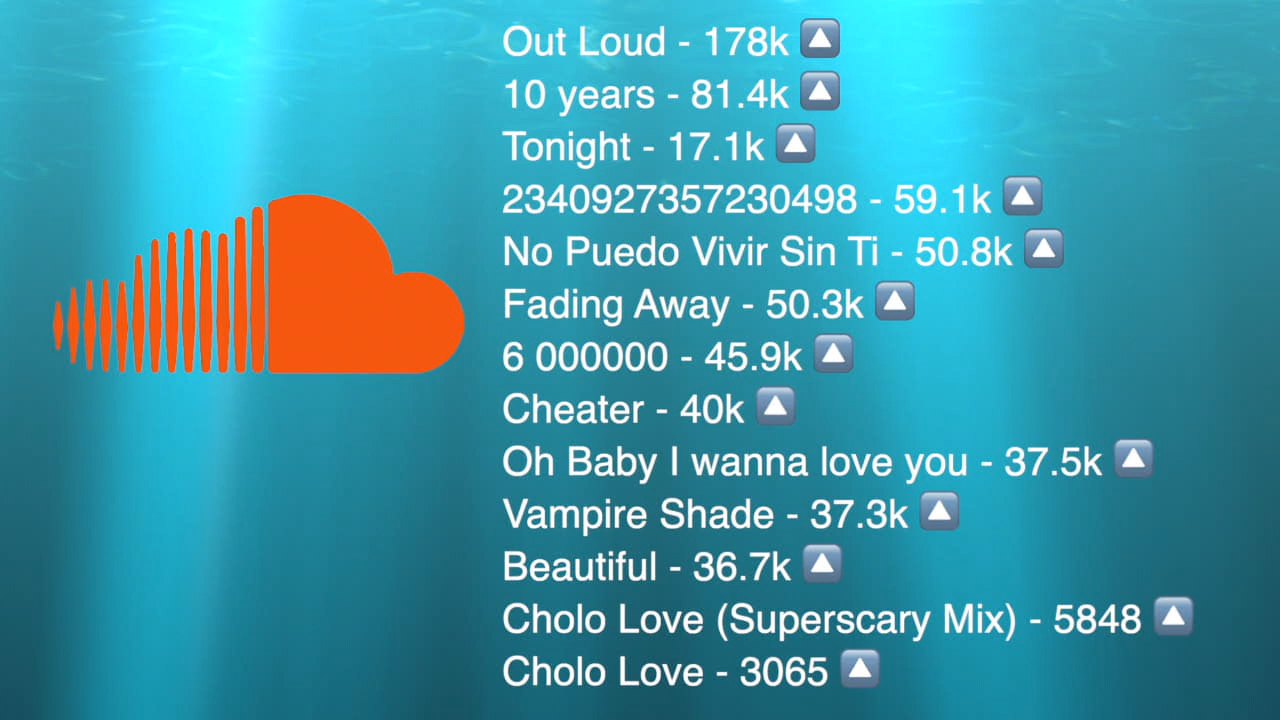 Out Loud - 178k 🔼
10 years - 81.4k 🔼
Tonight - 17.1k 🔼
2340927357230498 - 59.1k 🔼
No Puedo Vivir Sin Ti - 50.8k 🔼
Fading Away - 50.3k 🔼
6 000000 - 45.9k 🔼
Cheater - 40k 🔼
Oh Baby I wanna love you - 37.5k 🔼
Vampire Shade - 37.3k 🔼
Beautiful - 36.7k 🔼
Cholo Love (Superscary Mix) - 5848 🔼
Cholo Love - 3065 🔼